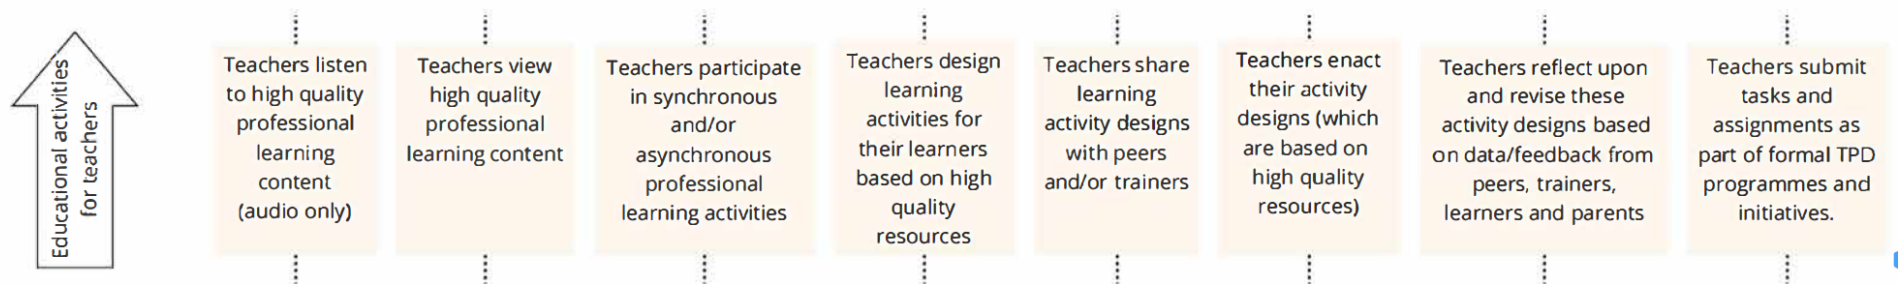 Educational activities
for teachers
Teachers listen
to high quality
professional
learning
content
(audio only)
Teachers view
high quality
professional
learning content
Teachers participate
in synchronous
and/or
asynchronous
professional
learning activities
Teachers design
learning
activities for
their learners
based on high
quality
resources
Teachers share
learning
activity designs
with peers
and/or trainers
Teachers enact
their activity
designs (which
are based on
high quality
resources)
Teachers reflect upon
and revise these
activity designs based
on data/feedback from
peers, trainers,
learners and parents
Teachers submit
tasks and
assignments as
part of formal TPD
programmes and
initiatives.